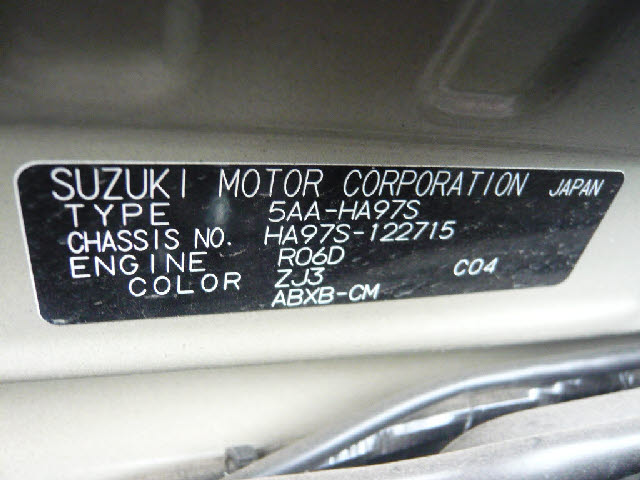 SUZUKI MOTOR CORPORATION JAPAN
TYPE 5AA-HA97S
CHASSIS NO. HA97S-122715
ENGINE R06D
COLOR ZJ3 C04
ABXB-CM